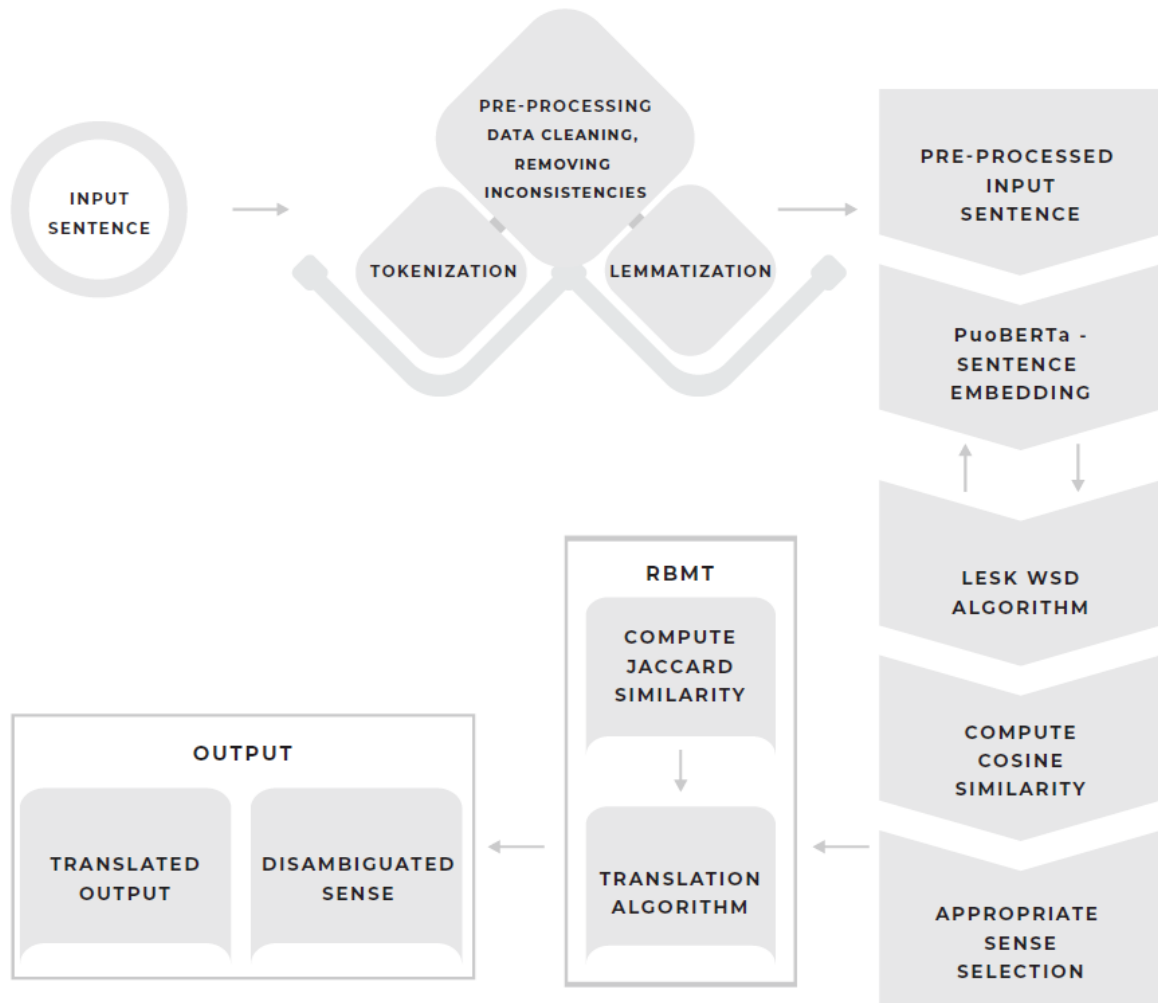 INPUT
SENTENCE
PRE-PROCESSING
DATA CLEANING,
REMOVING
INCONSISTENCIES
TOKENIZATION
LEMMATIZATION
PRE-PROCESSED
INPUT
SENTENCE
PuoBERTa -
SENTENCE
EMBEDDING
LESK WSD
ALGORITHM
COMPUTE
COSINE
SIMILARITY
APPROPRIATE
SENSE
SELECTION
RBMT
COMPUTE
JACCARD
SIMILARITY
TRANSLATION
ALGORITHM
OUTPUT
TRANSLATED
OUTPUT
DISAMBIGUATED
SENSE